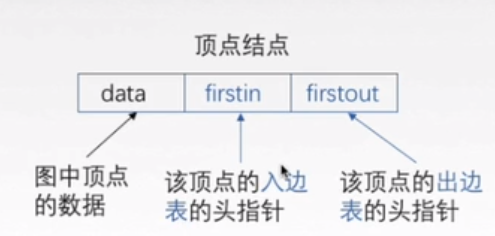 顶点结点
data
firstin
firstout
图中顶点
的数据
该顶点的入边
表的头指针
该顶点的出边
表的头指针